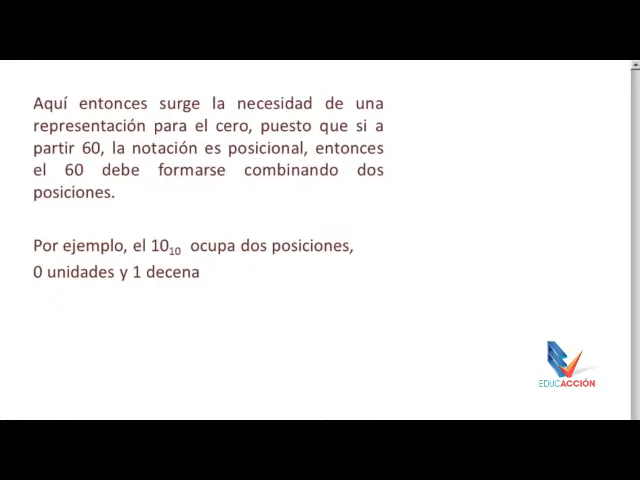 Aquí entonces surge la necesidad de una
representación para el cero, puesto que si a
partir 60, la notación es posicional, entonces
el 60 debe formarse combinando dos
posiciones.
Por ejemplo, el 10₁₀ ocupa dos posiciones,
0 unidades y 1 decena
EDUCACCIÓN